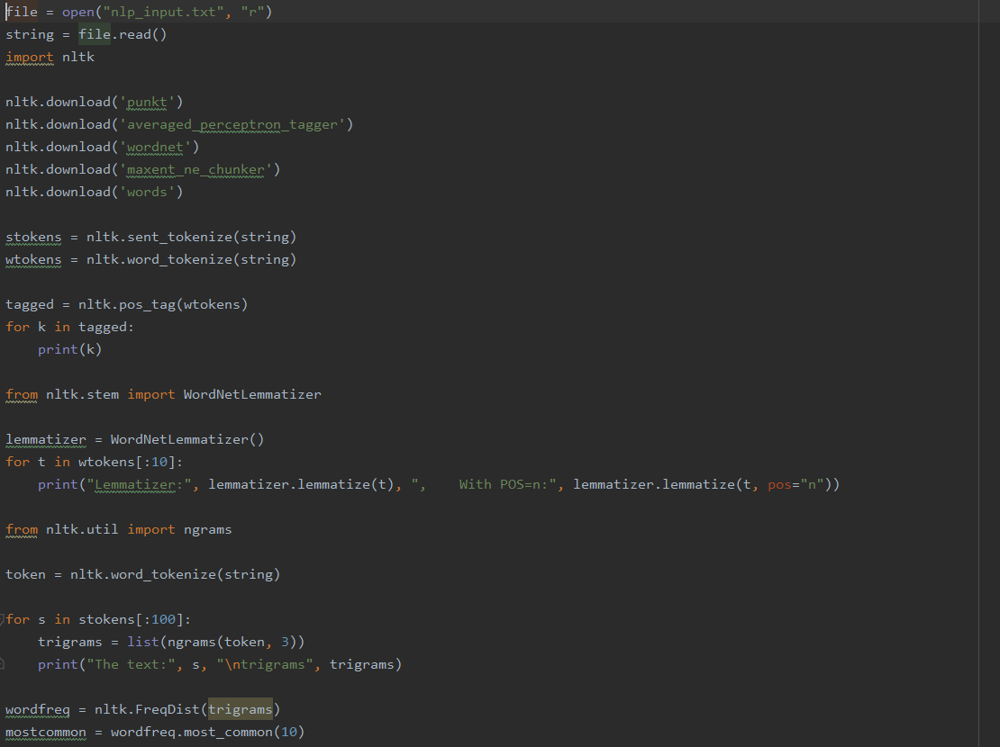 file = open("nlp_input.txt", "r")
string = file.read()
import nltk

nltk.download('punkt')
nltk.download('averaged_perceptron_tagger')
nltk.download('wordnet')
nltk.download('maxent_ne_chunker')
nltk.download('words')

stokens = nltk.sent_tokenize(string)
wtokens = nltk.word_tokenize(string)

tagged = nltk.pos_tag(wtokens)
for k in tagged:
    print(k)

from nltk.stem import WordNetLemmatizer

lemmatizer = WordNetLemmatizer()
for t in wtokens[:10]:
    print("Lemmatizer:", lemmatizer.lemmatize(t), ",    With POS=n:", lemmatizer.lemmatize(t, pos="n"))

from nltk.util import ngrams

token = nltk.word_tokenize(string)

for s in stokens[:100]:
    trigrams = list(ngrams(token, 3))
    print("The text:", s, "\ntrigrams", trigrams)

wordfreq = nltk.FreqDist(trigrams)
mostcommon = wordfreq.most_common(10)